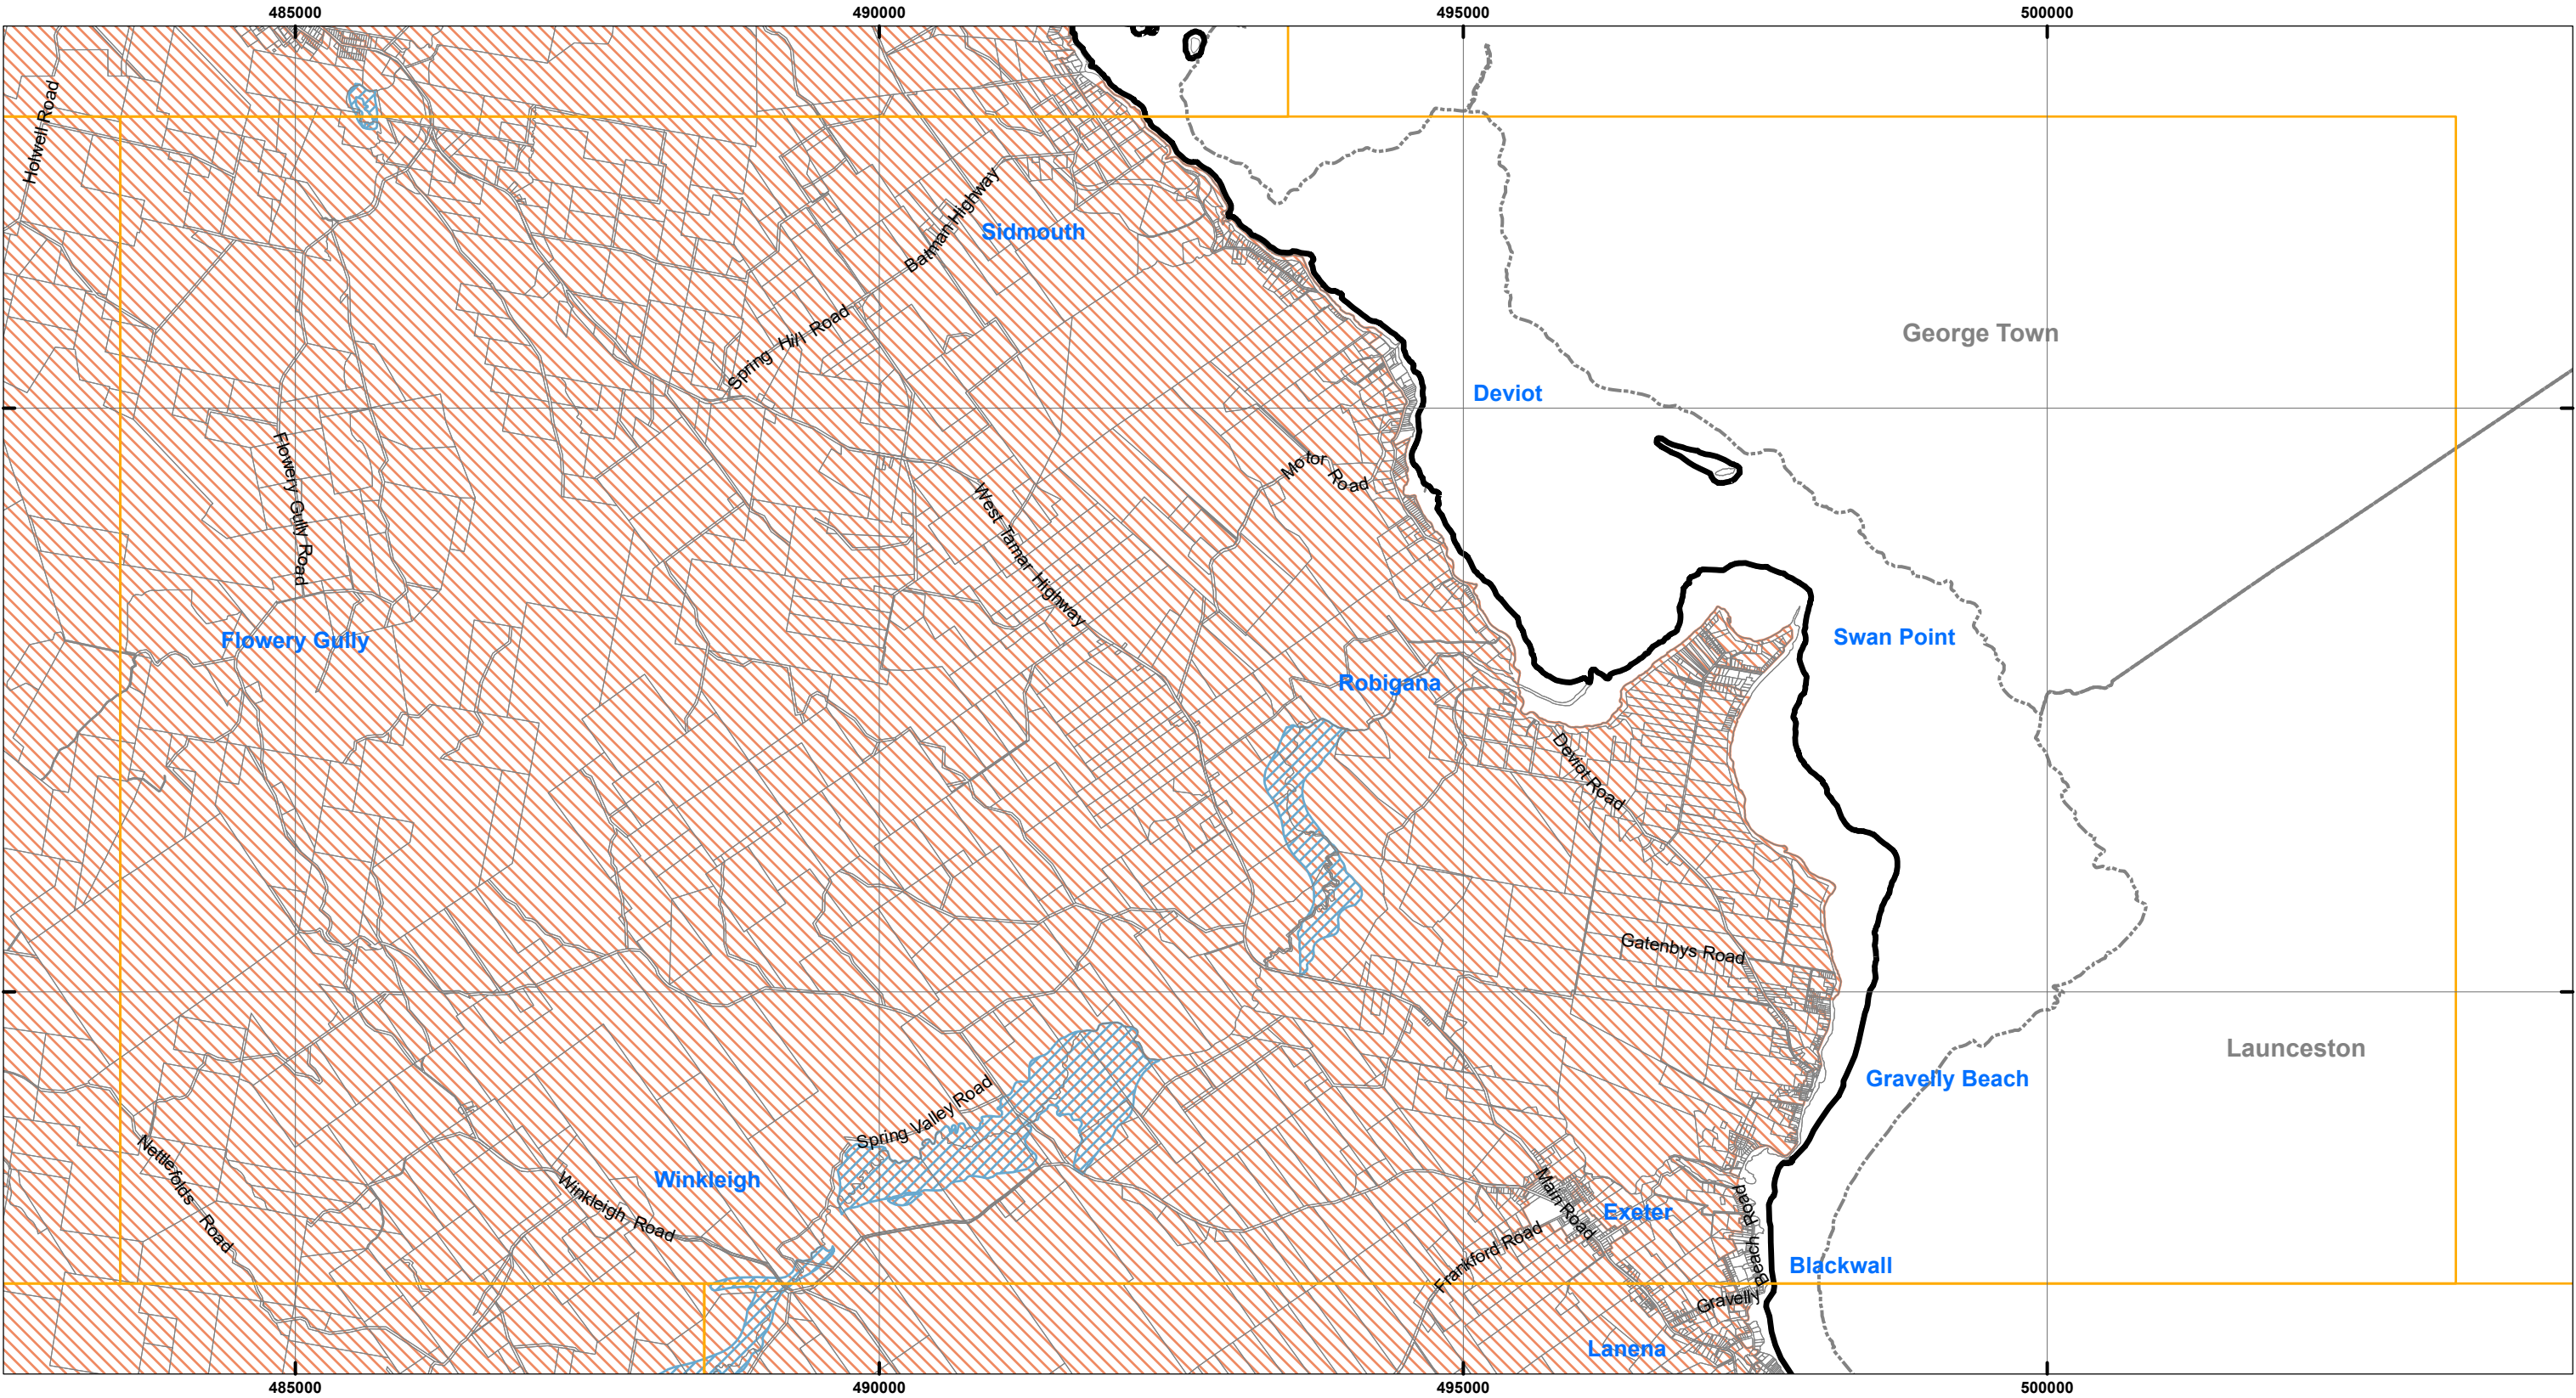 485000 490000 495000 500000
Holwell Road
Batman Highway
Sidmouth
Spring Hill Road
George Town
Deviot
Flowery Gully Road
Motor Road
West Tamar Highway
Flowery Gully
Swan Point
Robigana
Deviot Road
Gatenbys Road
Launceston
Gravelly Beach
Spring Valley Road
Nettlefolds Road
Winkleigh Road
Winkleigh
Main Road
Exeter
Frankford Road
Gravelly Beach Road
Blackwall
Lanena
485000 490000 495000 500000